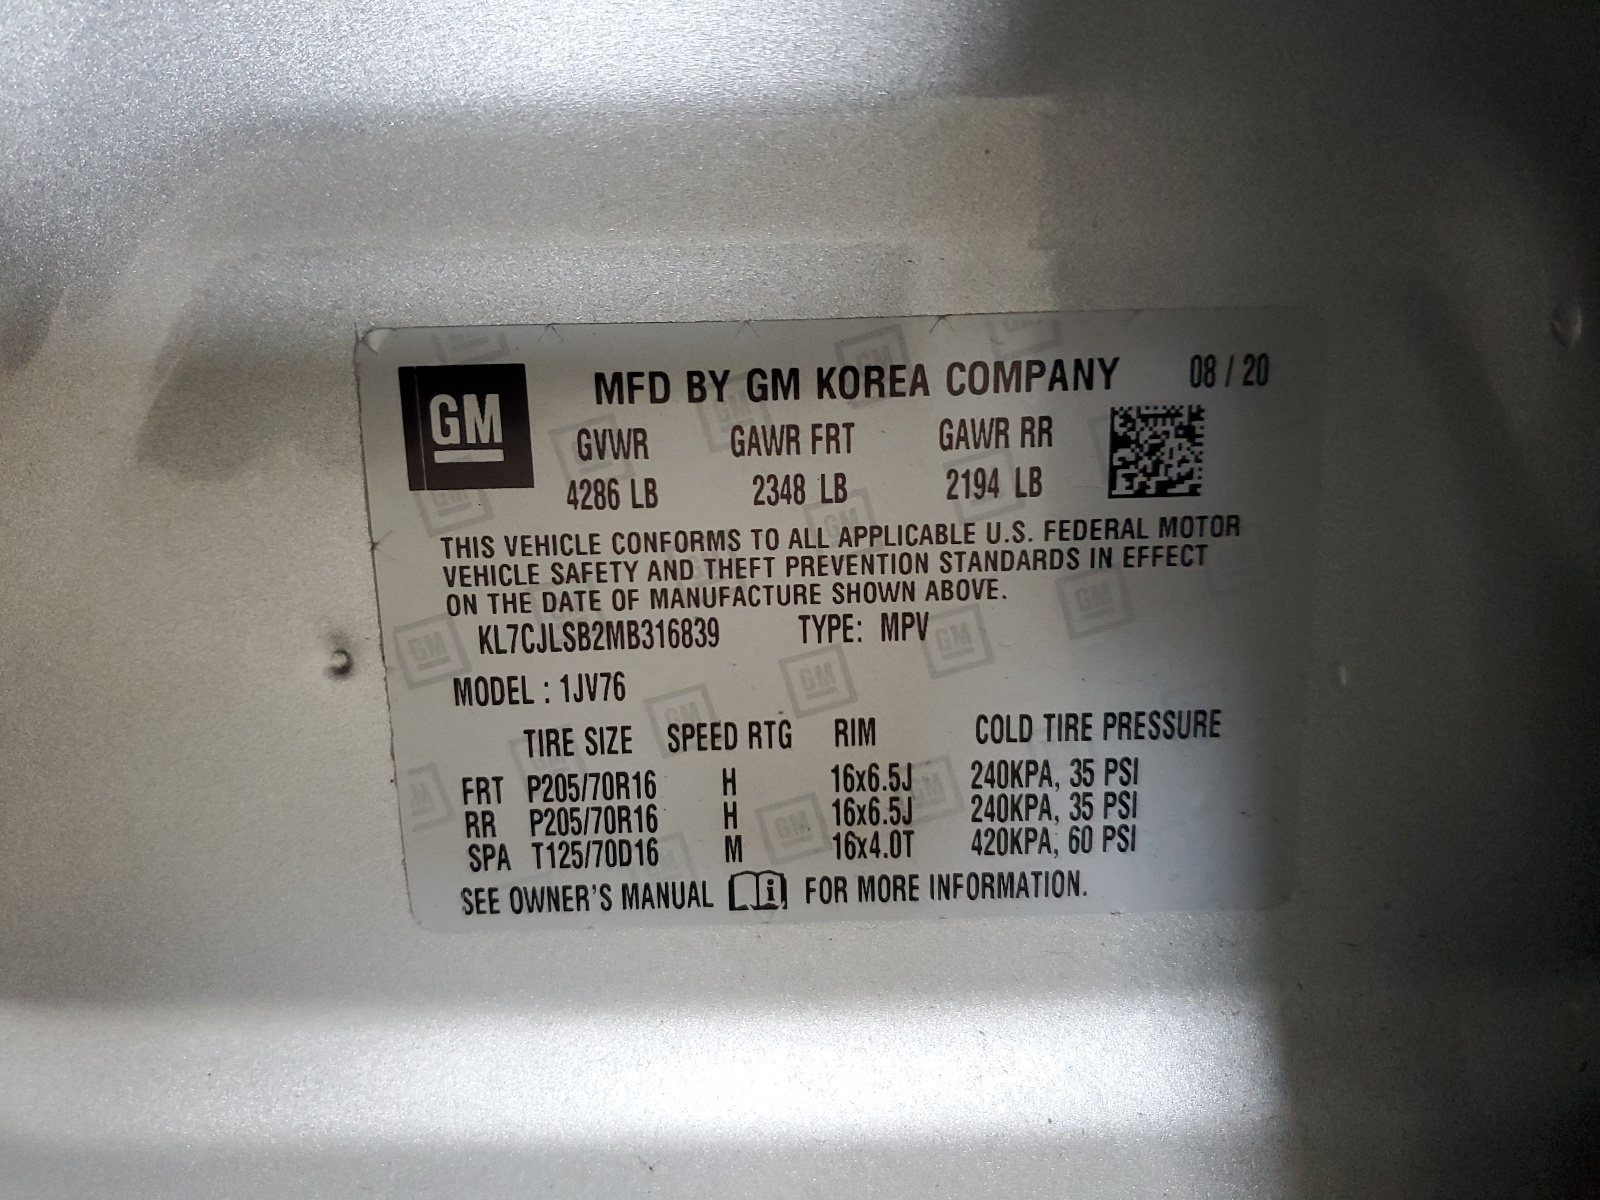 GM
MFD BY GM KOREA COMPANY 08 / 20
GVWR GAWR FRT GAWR RR
4286 LB 2348 LB 2194 LB
THIS VEHICLE CONFORMS TO ALL APPLICABLE U.S. FEDERAL MOTOR
VEHICLE SAFETY AND THEFT PREVENTION STANDARDS IN EFFECT
ON THE DATE OF MANUFACTURE SHOWN ABOVE.
KL7CJLSB2MB316839 TYPE: MPV
MODEL : 1JV76
TIRE SIZE SPEED RTG RIM COLD TIRE PRESSURE
FRT P205/70R16 H 16x6.5J 240KPA, 35 PSI
RR P205/70R16 H 16x6.5J 240KPA, 35 PSI
SPA T125/70D16 M 16x4.0T 420KPA, 60 PSI
SEE OWNER'S MANUAL i FOR MORE INFORMATION.